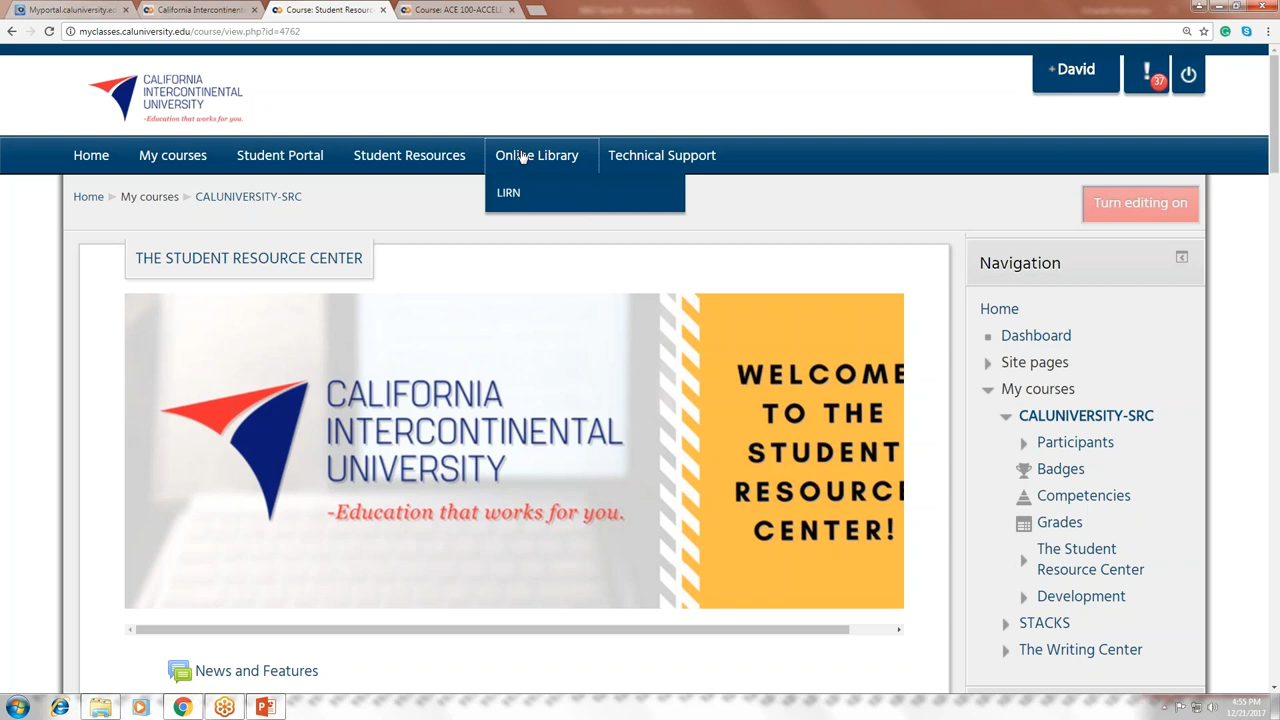 Myportal.caluniversity.e
California Intercontinent
Course: Student Resourc
Course: ACE 100-ACCELE
myclasses.caluniversity.edu/course/view.php?id=4762
CALIFORNIA
INTERCONTINENTAL
UNIVERSITY
-Education that works for you.
David
37
Home
My courses
Student Portal
Student Resources
Online Library
Technical Support
LIRN
Home
My courses
CALUNIVERSITY-SRC
Turn editing on
THE STUDENT RESOURCE CENTER
CALIFORNIA
INTERCONTINENTAL
UNIVERSITY
-Education that works for you.
WELCOME
TO THE
STUDENT
RESOURCE
CENTER!
News and Features
Navigation
Home
Dashboard
Site pages
My courses
CALUNIVERSITY-SRC
Participants
Badges
Competencies
Grades
The Student
Resource Center
Development
STACKS
The Writing Center
4:55 PM
12/21/2017